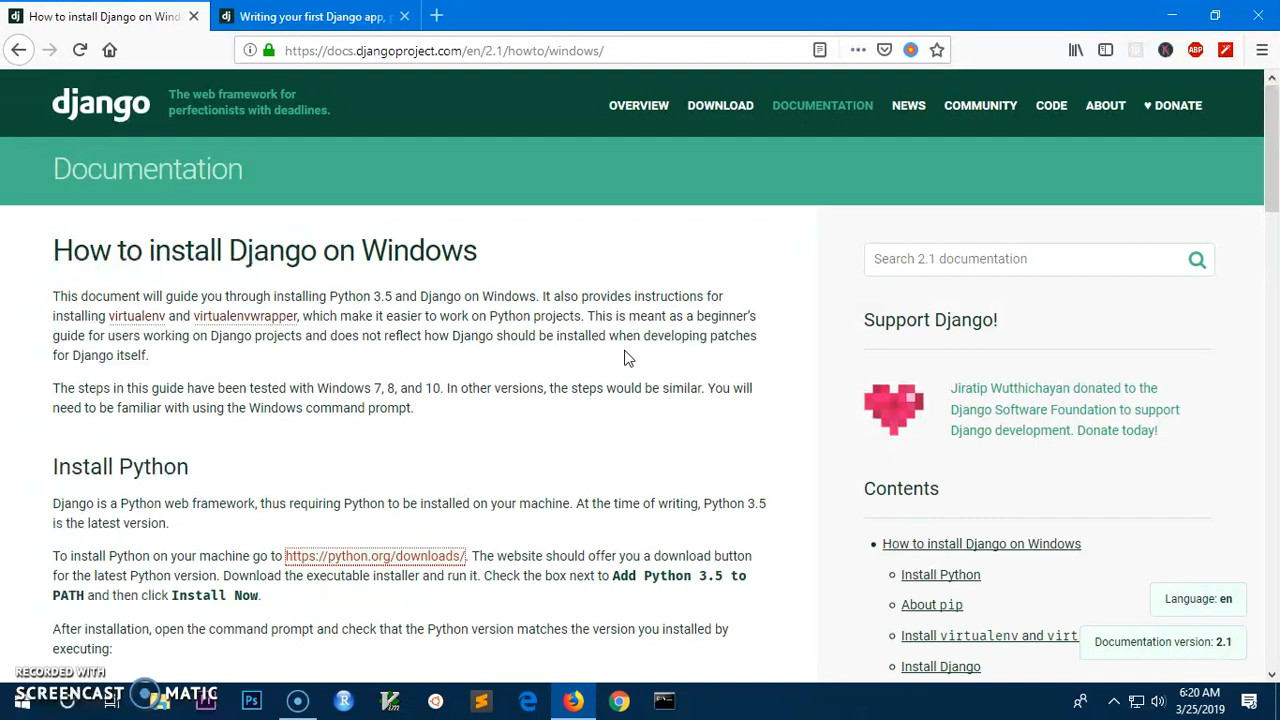 How to install Django on Wind
Writing your first Django app,
https://docs.djangoproject.com/en/2.1/howto/windows/
ABP
django
The web framework for
perfectionists with deadlines.
OVERVIEW DOWNLOAD DOCUMENTATION NEWS COMMUNITY CODE ABOUT ♥ DONATE
Documentation
How to install Django on Windows
This document will guide you through installing Python 3.5 and Django on Windows. It also provides instructions for
installing virtualenv and virtualenvwrapper, which make it easier to work on Python projects. This is meant as a beginner's
guide for users working on Django projects and does not reflect how Django should be installed when developing patches
for Django itself.
The steps in this guide have been tested with Windows 7, 8, and 10. In other versions, the steps would be similar. You will
need to be familiar with using the Windows command prompt.
Install Python
Django is a Python web framework, thus requiring Python to be installed on your machine. At the time of writing, Python 3.5
is the latest version.
To install Python on your machine go to https://python.org/downloads/. The website should offer you a download button
for the latest Python version. Download the executable installer and run it. Check the box next to Add Python 3.5 to
PATH and then click Install Now.
After installation, open the command prompt and check that the Python version matches the version you installed by
executing:
Search 2.1 documentation
Support Django!
Jiratip Wutthichayan donated to the
Django Software Foundation to support
Django development. Donate today!
Contents
How to install Django on Windows
Install Python
About pip
Install virtualenv and virt
Install Django
Language: en
Documentation version: 2.1
RECORDED WITH
SCREENCAST MATIC
6:20 AM
3/25/2019